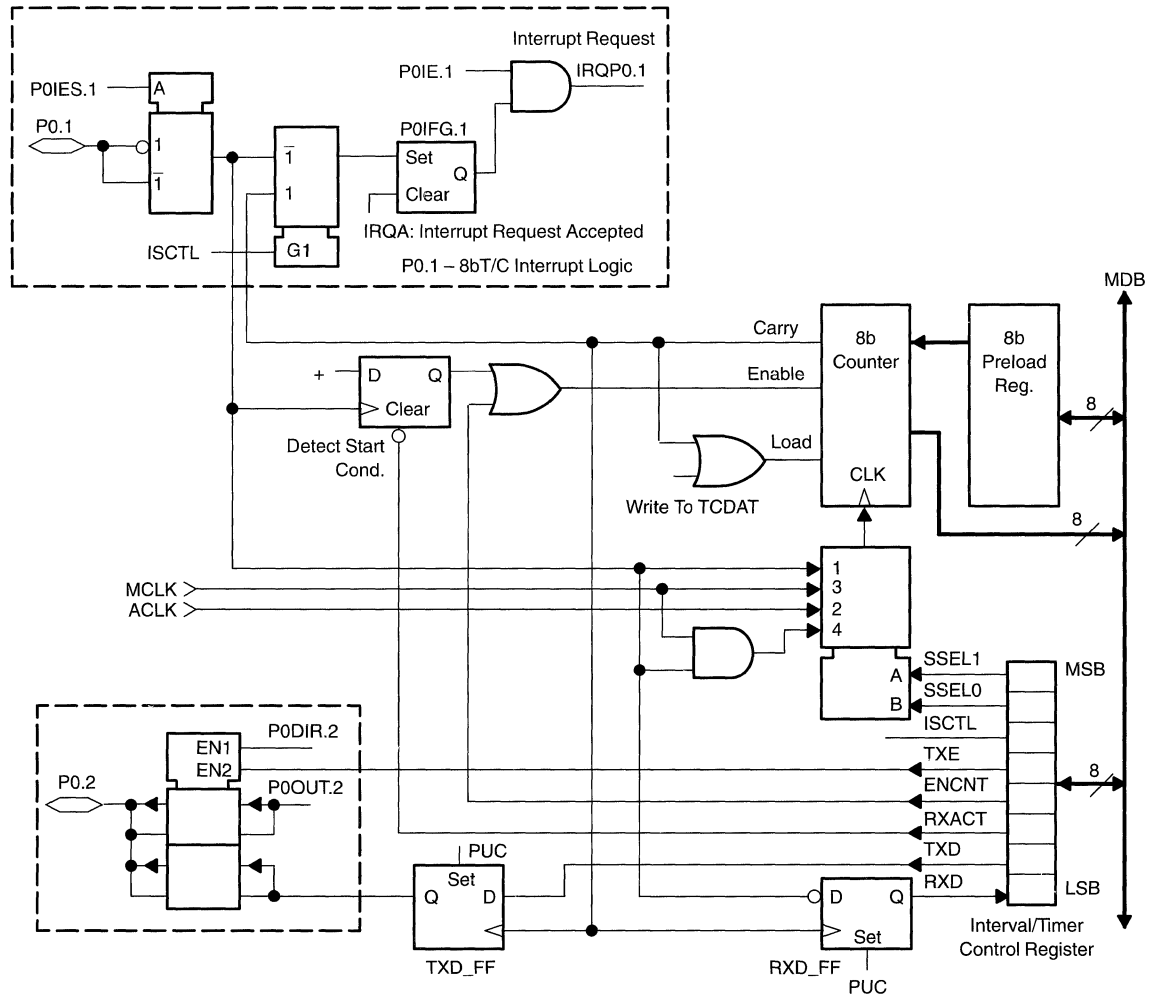 Interrupt Request
P0IE.1
IRQP0.1
P0IES.1
A
P0.1
1
1
1
1
P0IFG.1
Set
Q
Clear
IRQA: Interrupt Request Accepted
ISCTL
G1
P0.1 – 8bT/C Interrupt Logic
MDB
Carry
8b
Counter
8b
Preload
Reg.
+
D
Q
Clear
Enable
8
Detect Start
Cond.
Load
CLK
Write To TCDAT
8
1
MCLK
3
ACLK
2
4
SSEL1
MSB
A
SSEL0
B
ISCTL
P0DIR.2
EN1
EN2
TXE
P0.2
P0OUT.2
ENCNT
8
RXACT
PUC
TXD
Set
Q
D
RXD
LSB
D
Q
Set
Interval/Timer
Control Register
TXD_FF
RXD_FF
PUC